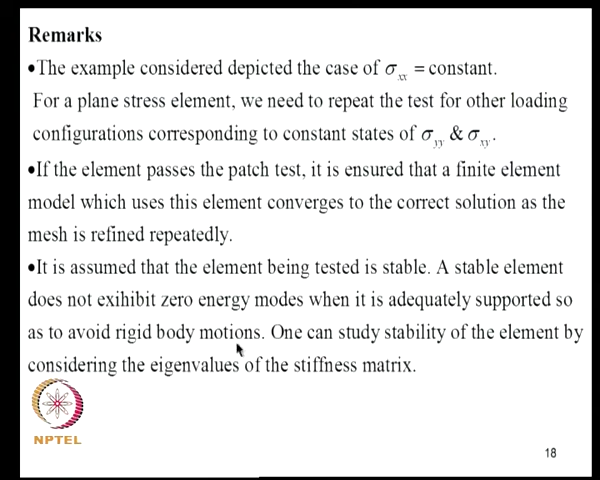 Remarks
•The example considered depicted the case of σxx = constant.
For a plane stress element, we need to repeat the test for other loading
configurations corresponding to constant states of σyy & σxy.
•If the element passes the patch test, it is ensured that a finite element
model which uses this element converges to the correct solution as the
mesh is refined repeatedly.
•It is assumed that the element being tested is stable. A stable element
does not exihibit zero energy modes when it is adequately supported so
as to avoid rigid body motions. One can study stability of the element by
considering the eigenvalues of the stiffness matrix.
NPTEL
18